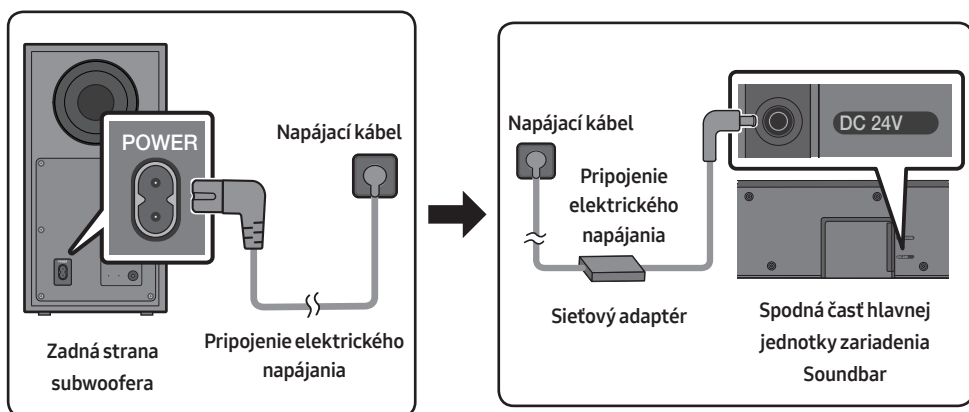 POWER
Napájací kábel
Zadná strana
subwoofera
Pripojenie elektrického
napájania
Napájací kábel
DC 24V
Pripojenie
elektrického
napájania
Sieťový adaptér
Spodná časť hlavnej
jednotky zariadenia
Soundbar